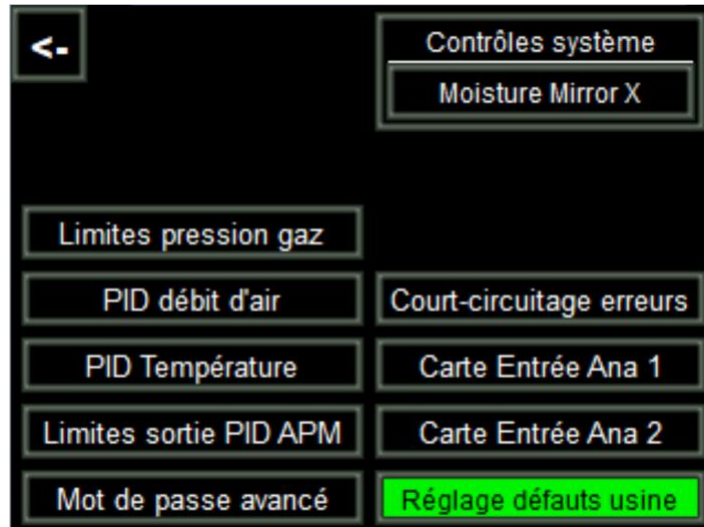 <-
Contrôles système
Moisture Mirror X
Limites pression gaz
PID débit d'air
Court-circuitage erreurs
PID Température
Carte Entrée Ana 1
Limites sortie PID APM
Carte Entrée Ana 2
Mot de passe avancé
Réglage défauts usine